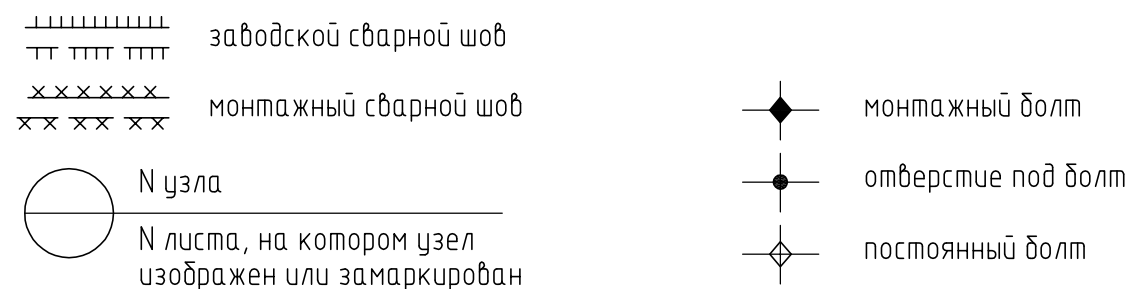 заводской сварной шов
монтажный сварной шов
N узла
N листа, на котором узел
изображен или замаркирован
монтажный болт
отверстие под болт
постоянный болт